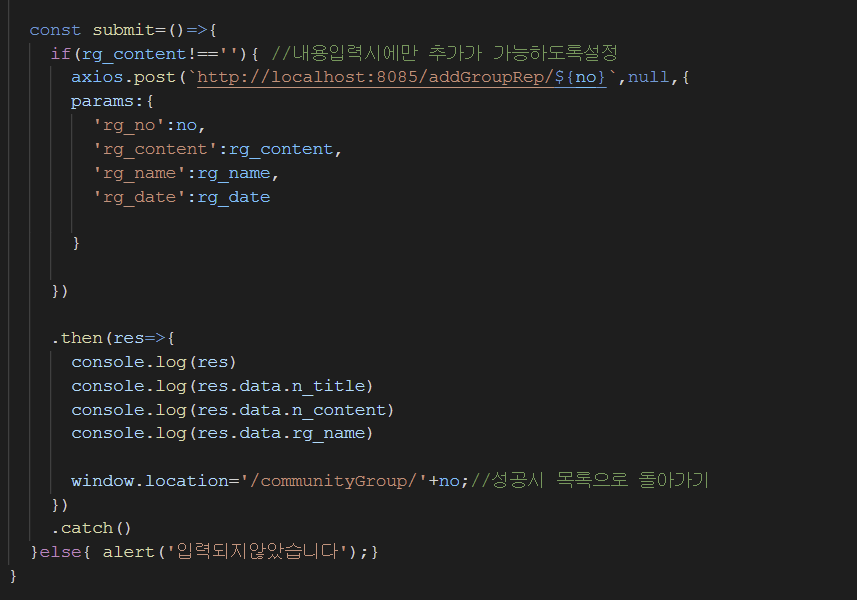 const submit=()=>{
if(rg_content!==''){ //내용입력시에만 추가가 가능하도록설정
axios.post(`http://localhost:8085/addGroupRep/${no}`,null,{
params:{
'rg_no':no,
'rg_content':rg_content,
'rg_name':rg_name,
'rg_date':rg_date
}
})
.then(res=>{
console.log(res)
console.log(res.data.n_title)
console.log(res.data.n_content)
console.log(res.data.rg_name)
window.location='/communityGroup/'+no;//성공시 목록으로 돌아가기
})
.catch()
}else{ alert('입력되지않았습니다');}
}